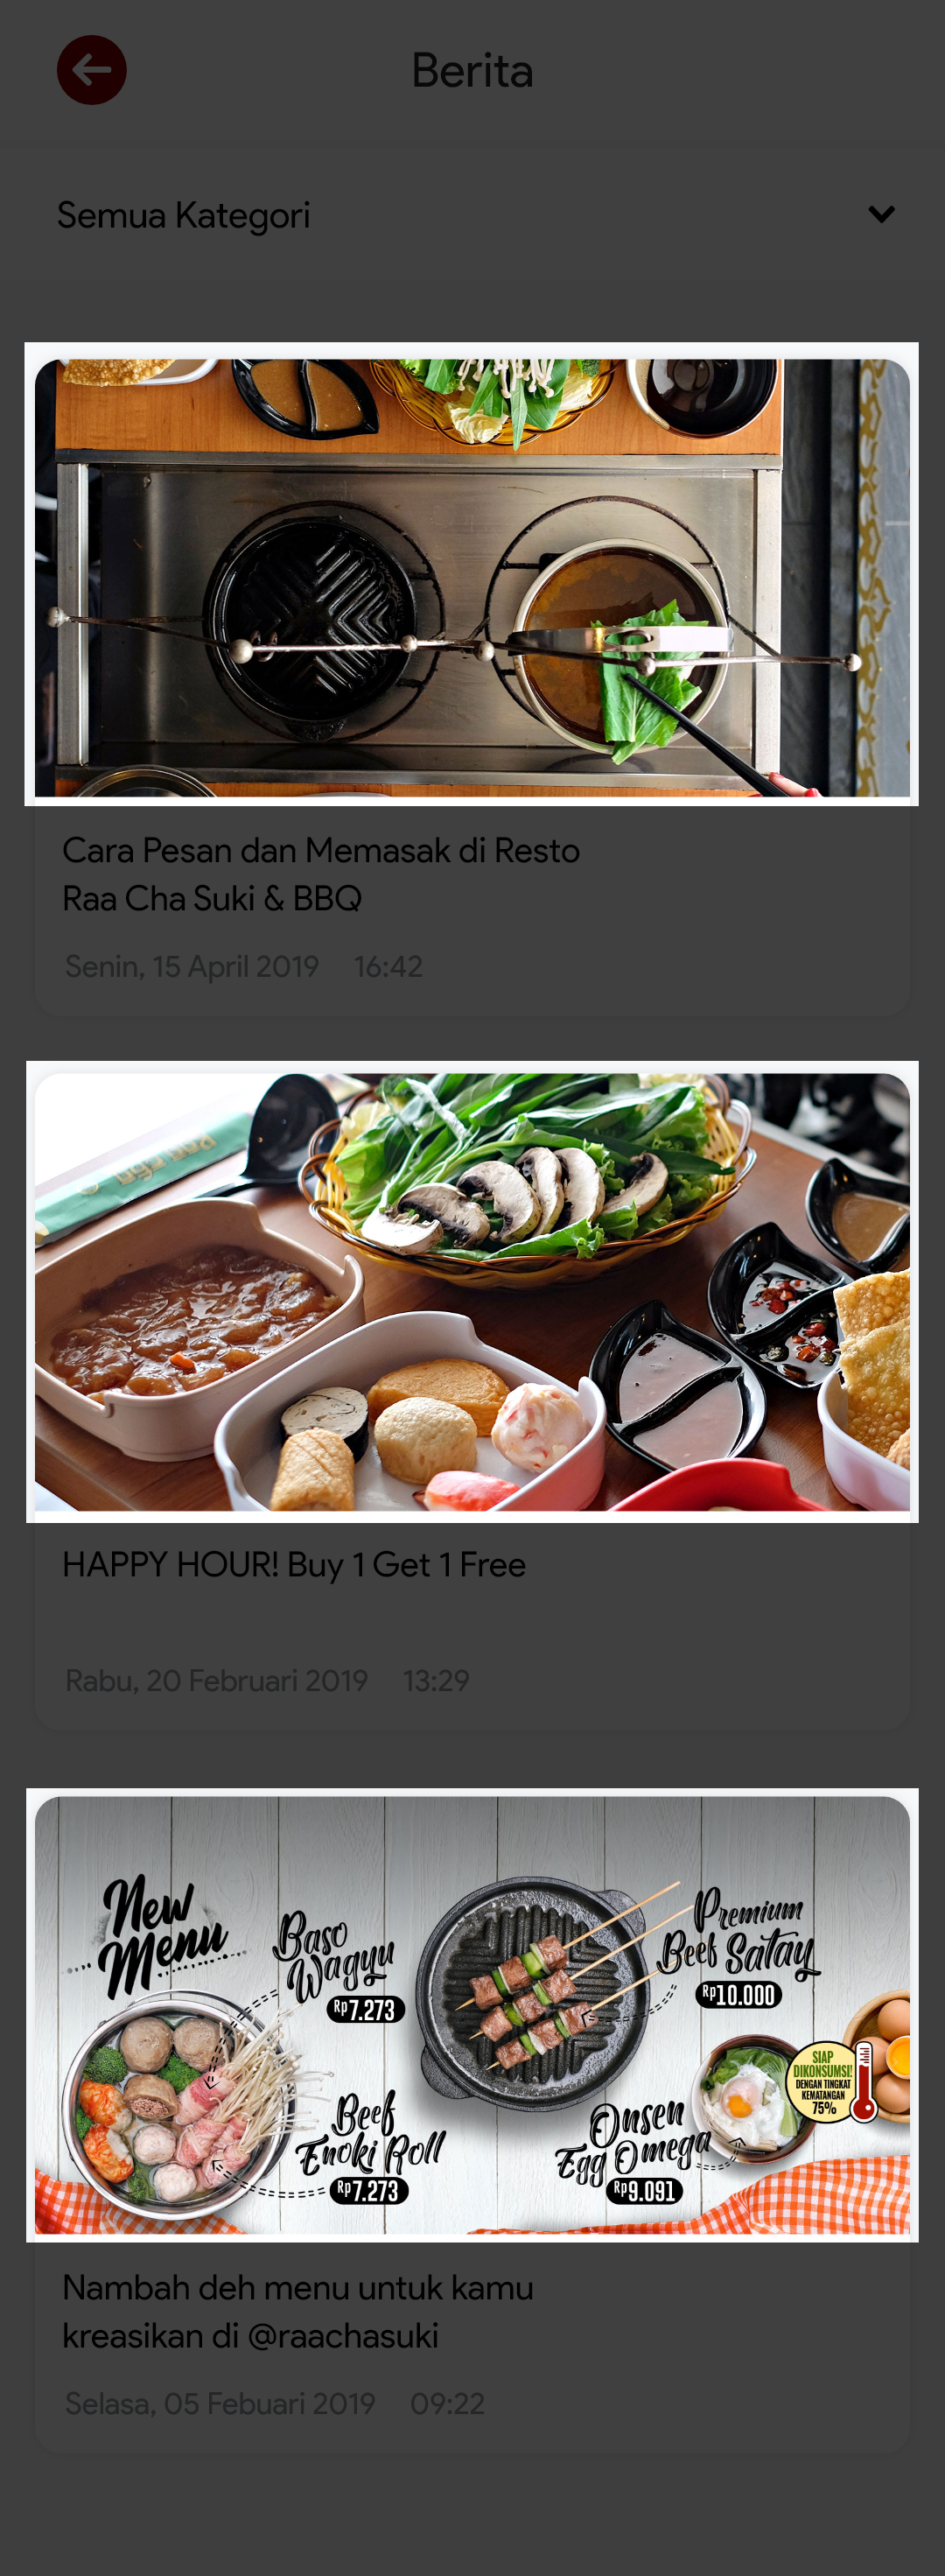 Berita
Semua Kategori
Cara Pesan dan Memasak di Resto
Raa Cha Suki & BBQ
Senin, 15 April 2019 16:42
HAPPY HOUR! Buy 1 Get 1 Free
Rabu, 20 Februari 2019 13:29
New
Menu
Baso
Wagyu
Rp7.273
Premium
Beef Satay
Rp10.000
SIAP
DIKONSUMSI!
DENGAN TINGKAT
KEMATANGAN
75%
Beef
Enoki Roll
Rp7.273
Onsen
Egg Omega
Rp9.091
Nambah deh menu untuk kamu
kreasikan di @raachasuki
Selasa, 05 Febuari 2019 09:22